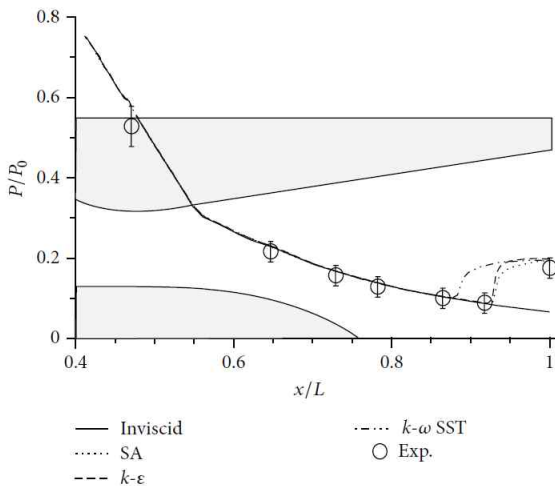 0.8
0.6
P/P0
0.4
0.2
0
0.4
0.6
0.8
1
x/L
Inviscid
SA
k-ε
k-ω SST
Exp.